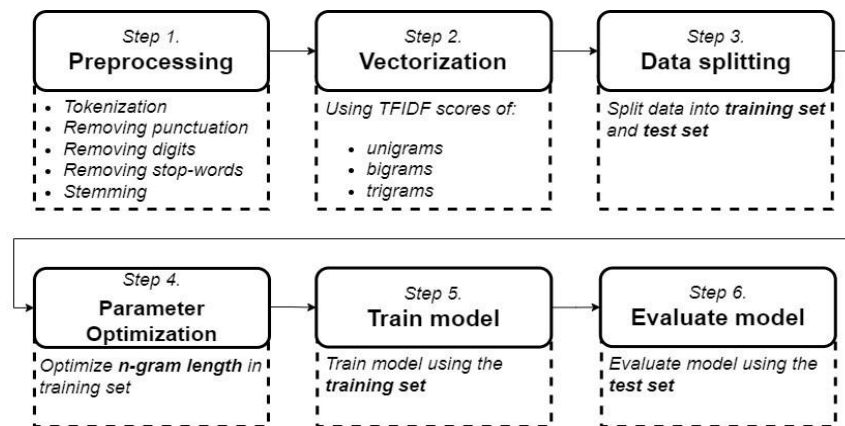 Step 1.
Preprocessing
• Tokenization
• Removing punctuation
• Removing digits
• Removing stop-words
• Stemming
Step 2.
Vectorization
Using TFIDF scores of:
• unigrams
• bigrams
• trigrams
Step 3.
Data splitting
Split data into training set
and test set
Step 4.
Parameter
Optimization
Optimize n-gram length in
training set
Step 5.
Train model
Train model using the
training set
Step 6.
Evaluate model
Evaluate model using the
test set